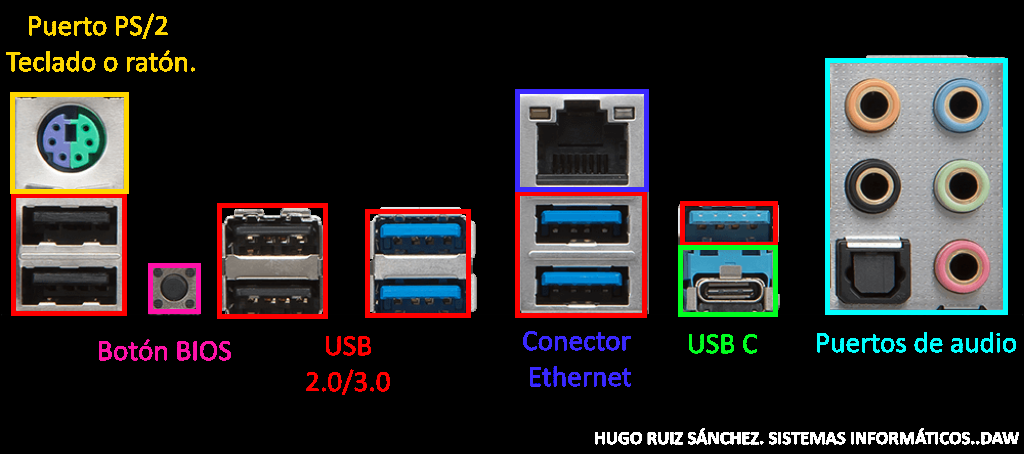 Puerto PS/2
Teclado o ratón.
Botón BIOS
USB
2.0/3.0
Conector
Ethernet
USB C
Puertos de audio
HUGO RUIZ SÁNCHEZ. SISTEMAS INFORMÁTICOS..DAW